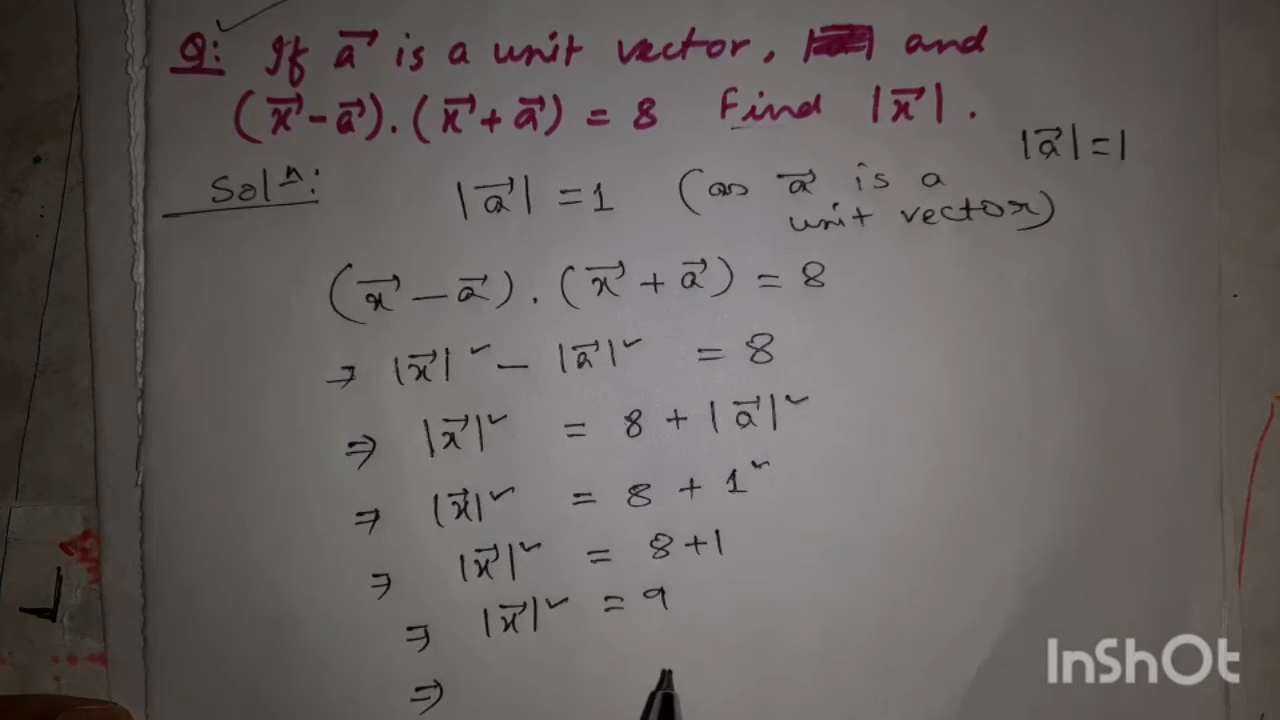 Q: If a⃗ is a unit vector, and
(x⃗ - a⃗).(x⃗ + a⃗) = 8 Find |x⃗|.
|a⃗| = 1
Solⁿ: |a⃗| = 1 (as a⃗ is a
unit vector)
(x⃗ - a⃗).(x⃗ + a⃗) = 8
⇒ |x⃗|² - |a⃗|² = 8
⇒ |x⃗|² = 8 + |a⃗|²
⇒ |x⃗|² = 8 + 1²
⇒ |x⃗|² = 8+1
⇒ |x⃗|² = 9
⇒
InShOt